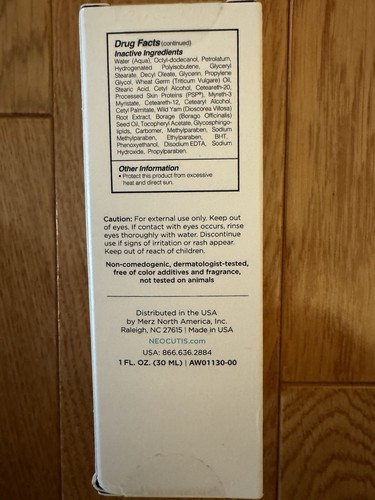 Drug Facts (continued)
Inactive Ingredients
Water (Aqua), Octyl-dodecanol, Petrolatum,
Hydrogenated Polyisobutene, Glyceryl
Stearate, Decyl Oleate, Glycerin, Propylene
Glycol, Wheat Germ (Triticum Vulgare) Oil,
Stearic Acid, Cetyl Alcohol, Ceteareth-20,
Processed Skin Proteins (PSP®), Myreth-3
Myristate, Ceteareth-12, Cetearyl Alcohol,
Cetyl Palmitate, Wild Yam (Dioscorea Villosa)
Root Extract, Borage (Borago Officinalis)
Seed Oil, Tocopheryl Acetate, Glycosphingo-
lipids, Carbomer, Methylparaben, Sodium
Methylparaben, Ethylparaben, BHT,
Phenoxyethanol, Disodium EDTA, Sodium
Hydroxide, Propylparaben.
Other Information
• Protect this product from excessive
heat and direct sun.
Caution: For external use only. Keep out
of eyes. If contact with eyes occurs, rinse
eyes thoroughly with water. Discontinue
use if signs of irritation or rash appear.
Keep out of reach of children.
Non-comedogenic, dermatologist-tested,
free of color additives and fragrance,
not tested on animals
Distributed in the USA
by Merz North America, Inc.
Raleigh, NC 27615 | Made in USA
NEOCUTIS.com
USA: 866.636.2884
1 FL. OZ. (30 ML) | AW01130-00